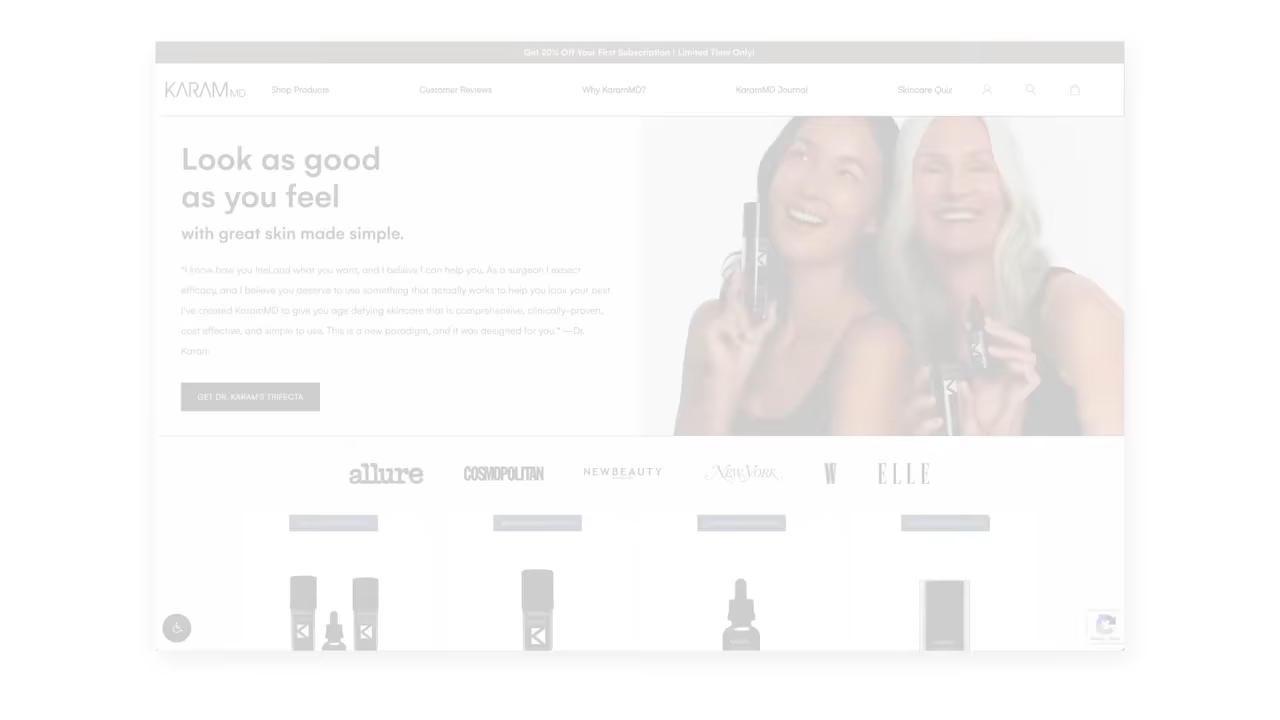 Get 20% Off Your First Subscription | Limited Time Only!
KARAM MD
Shop Products
Customer Reviews
Why KaramMD?
KaramMD Journal
Skincare Quiz
Look as good
as you feel
with great skin made simple.
"I know how you feel and what you want, and I believe I can help you. As a surgeon I expect
efficacy, and I believe you deserve to use something that actually works to help you look your best.
I've created KaramMD to give you age defying skincare that is comprehensive, clinically-proven,
cost effective, and simple to use. This is a new paradigm, and it was designed for you." —Dr.
Karam
GET DR. KARAM'S TRIFECTA
allure
COSMOPOLITAN
NEWBEAUTY
NEW YORK
W
ELLE